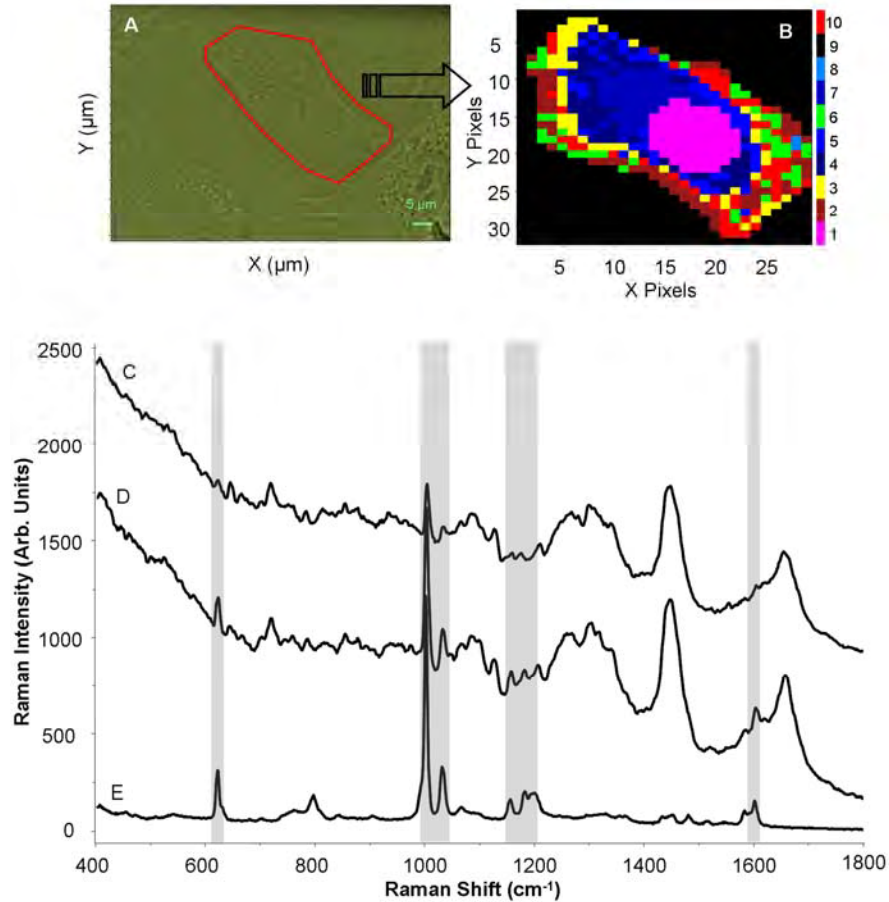 A
Y (µm)
5 µm
X (µm)
B
Y Pixels
5
10
15
20
25
30
5
10
15
20
25
X Pixels
10
9
8
7
6
5
4
3
2
1
2500
2000
1500
1000
500
0
Raman Intensity (Arb. Units)
C
D
E
400
600
800
1000
1200
1400
1600
1800
Raman Shift (cm⁻¹)